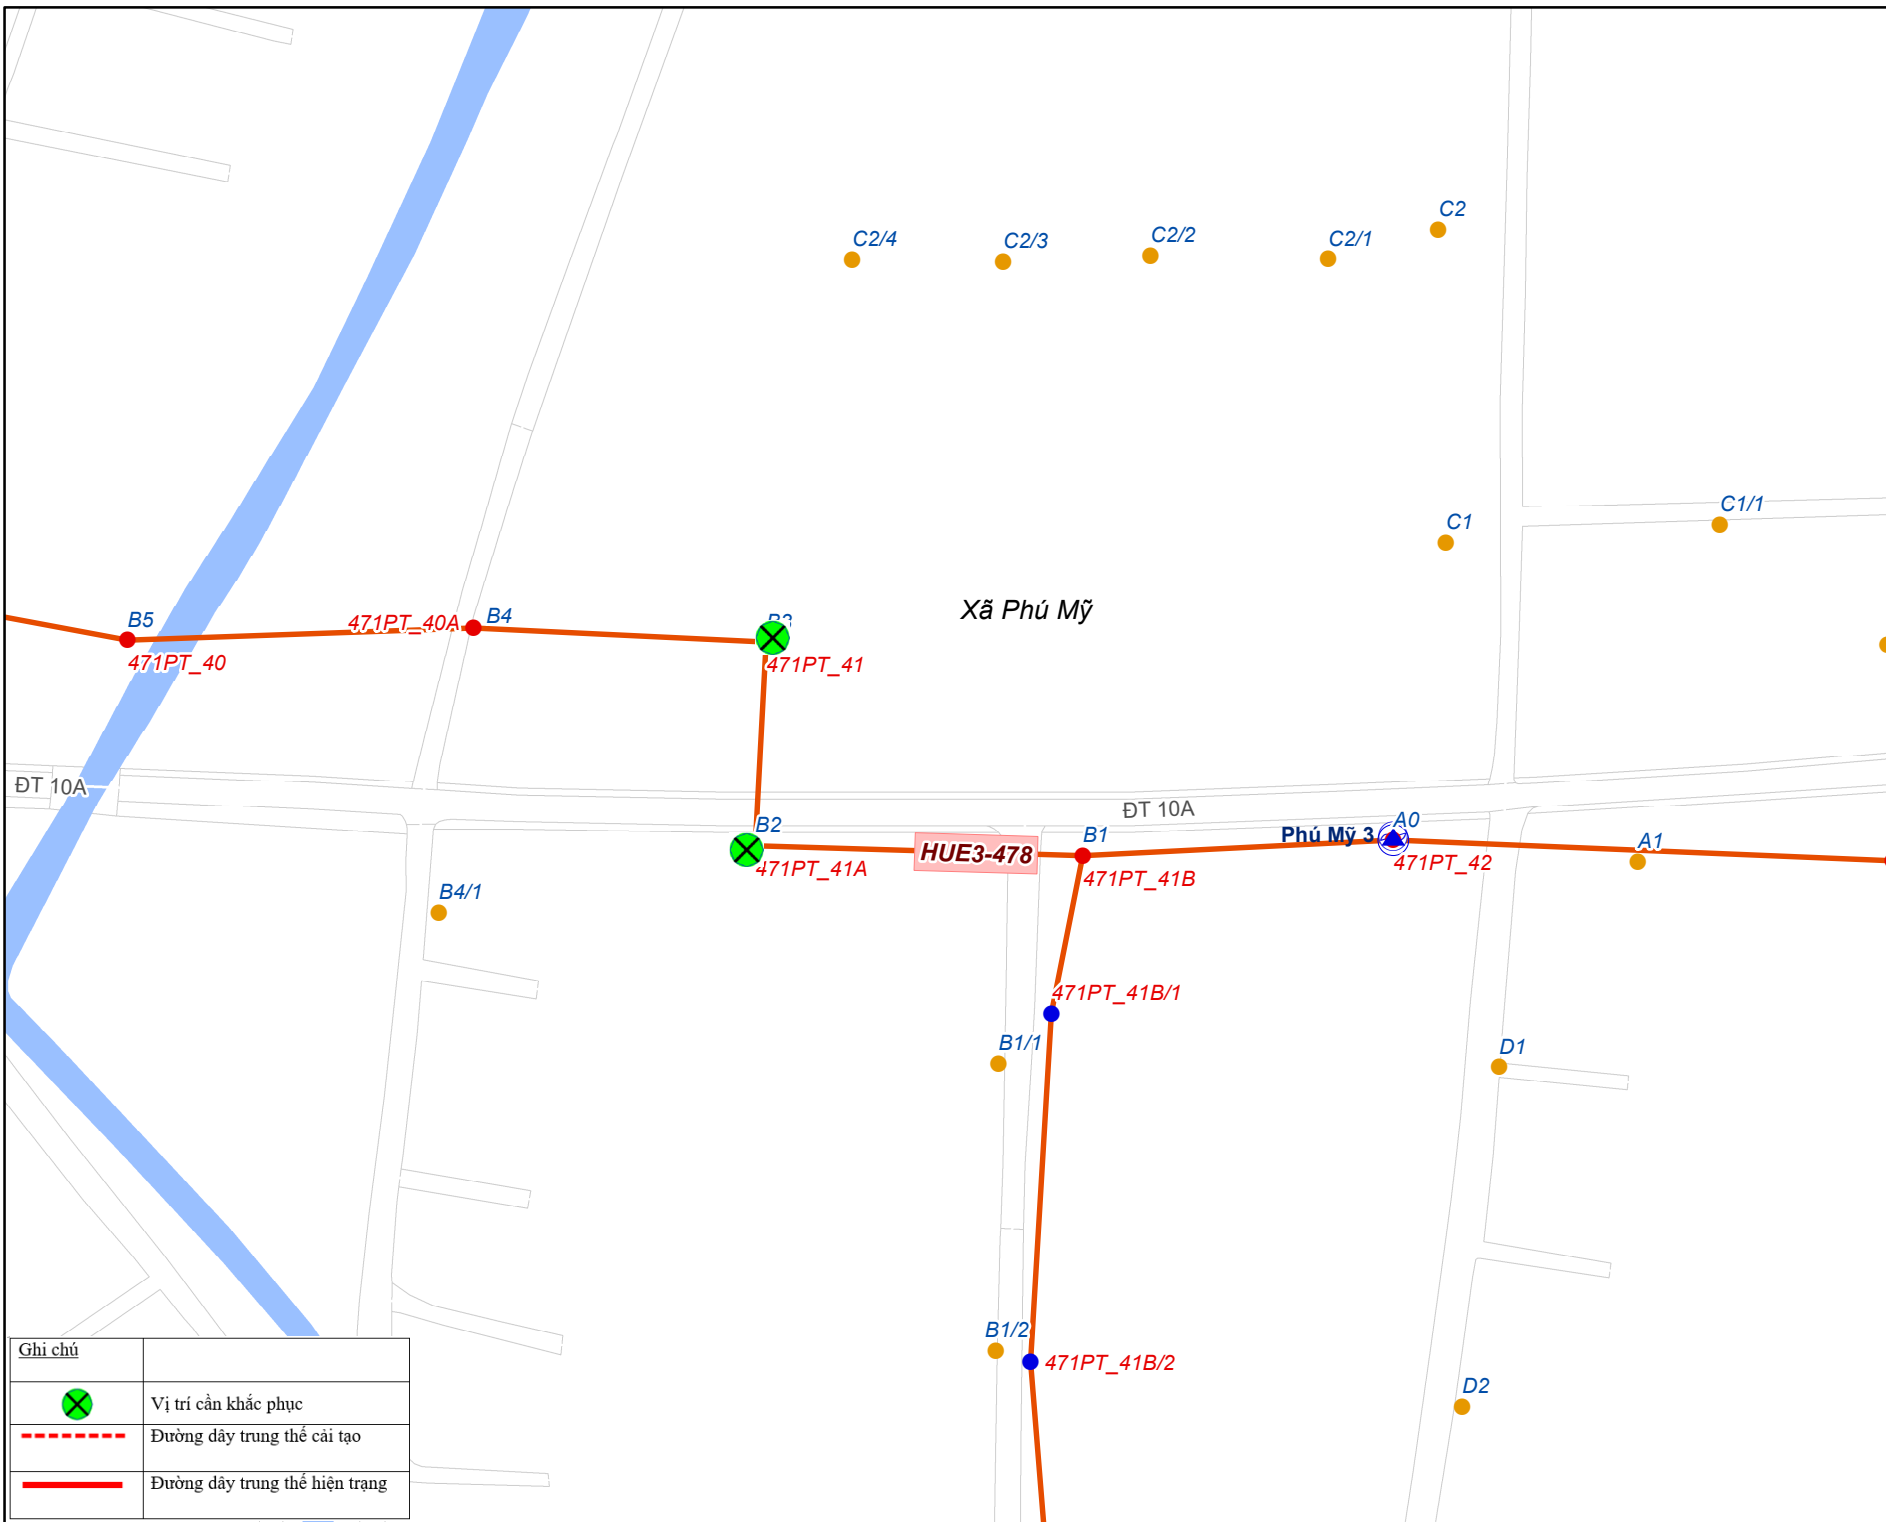 C2
C2/4
C2/3
C2/2
C2/1
C1/1
C1
Xã Phú Mỹ
B5
471PT_40A
B4
B3
471PT_40
471PT_41
ĐT 10A
ĐT 10A
B2
B1
Phú Mỹ 3
A0
A1
HUE3-478
471PT_41A
471PT_41B
471PT_42
B4/1
471PT_41B/1
B1/1
D1
B1/2
471PT_41B/2
D2
Ghi chú
Vị trí cần khắc phục
Đường dây trung thế cải tạo
Đường dây trung thế hiện trạng